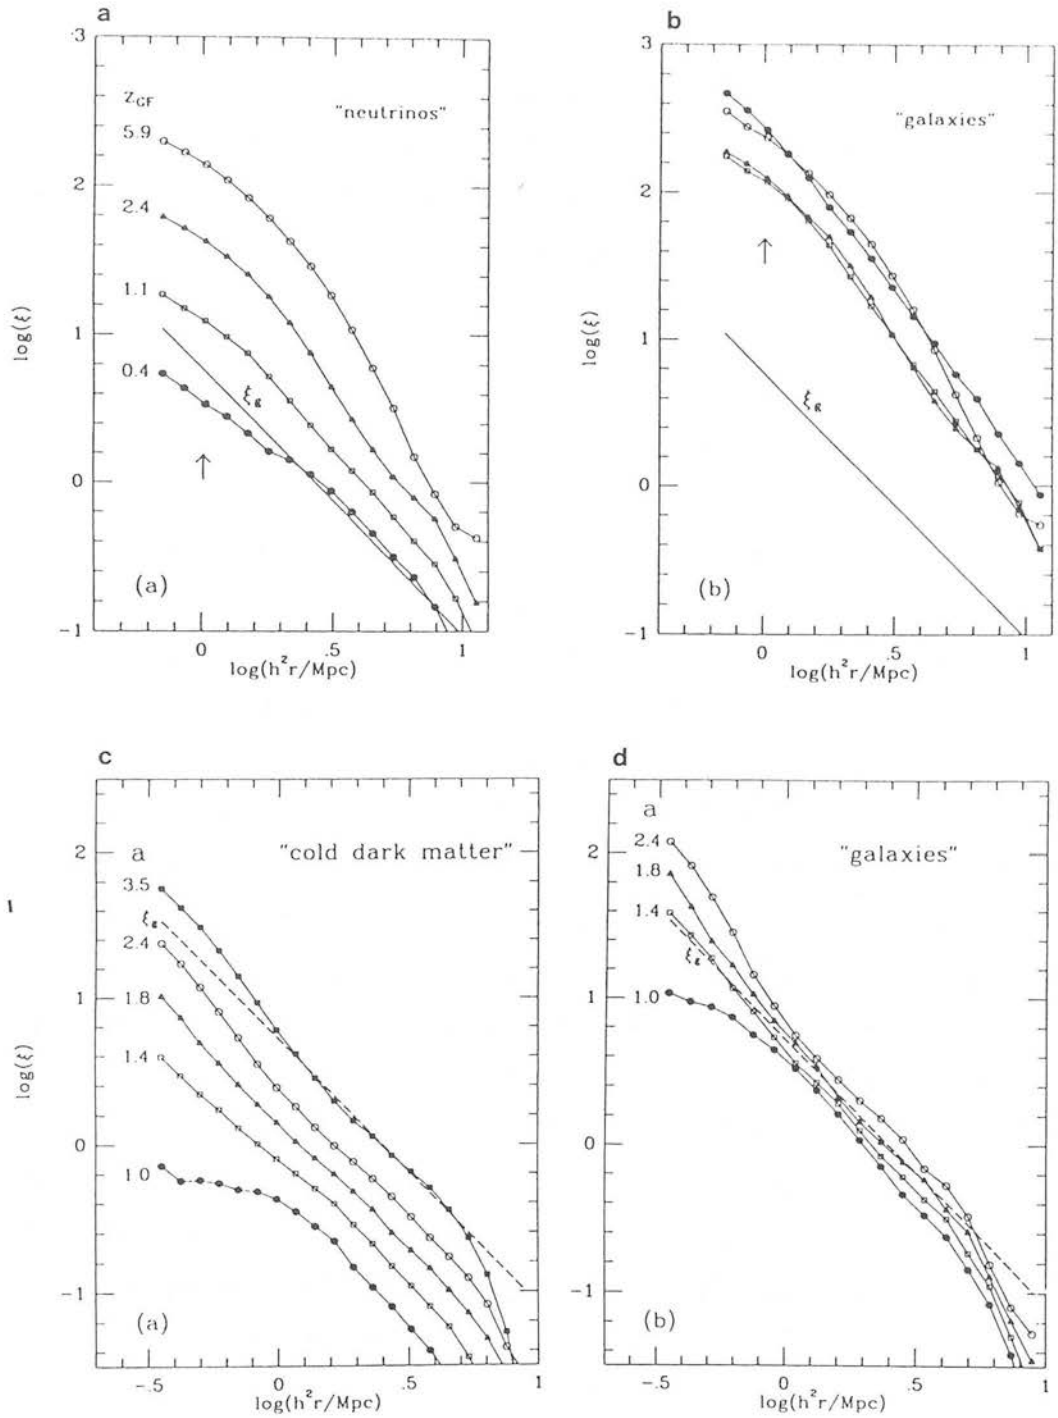 a
3
2
1
0
-1
log(ξ)
Z_GF
5.9
2.4
1.1
0.4
"neutrinos"
ξ_g
(a)
0
.5
1
log(h²r/Mpc)
b
3
2
1
0
-1
log(ξ)
"galaxies"
ξ_g
(b)
0
.5
1
log(h²r/Mpc)
c
2
1
0
-1
log(ξ)
a
3.5
ξ_g
2.4
1.8
1.4
1.0
"cold dark matter"
(a)
-.5
0
.5
1
log(h²r/Mpc)
d
2
1
0
-1
a
2.4
1.8
1.4
ξ_g
1.0
"galaxies"
(b)
-.5
0
.5
1
log(h²r/Mpc)